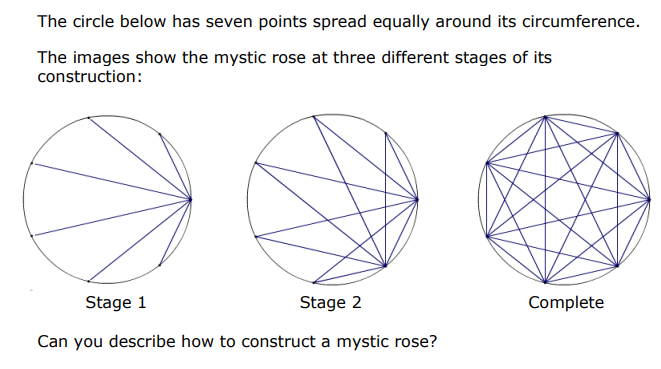 The circle below has seven points spread equally around its circumference.
The images show the mystic rose at three different stages of its
construction:
Stage 1
Stage 2
Complete
Can you describe how to construct a mystic rose?